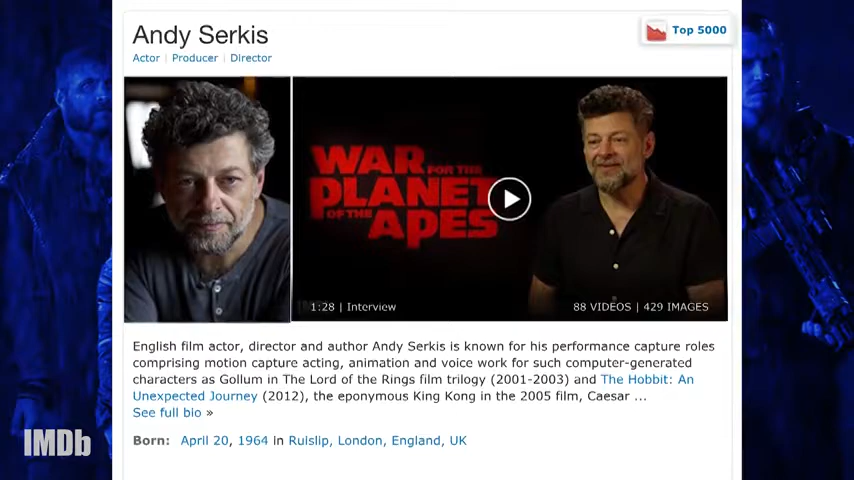 Andy Serkis
Top 5000
Actor | Producer | Director
WAR FOR THE
PLANET
OF THE APES
1:28 | Interview
88 VIDEOS | 429 IMAGES
English film actor, director and author Andy Serkis is known for his performance capture roles
comprising motion capture acting, animation and voice work for such computer-generated
characters as Gollum in The Lord of the Rings film trilogy (2001-2003) and The Hobbit: An
Unexpected Journey (2012), the eponymous King Kong in the 2005 film, Caesar ...
See full bio »
Born: April 20, 1964 in Ruislip, London, England, UK
IMDb